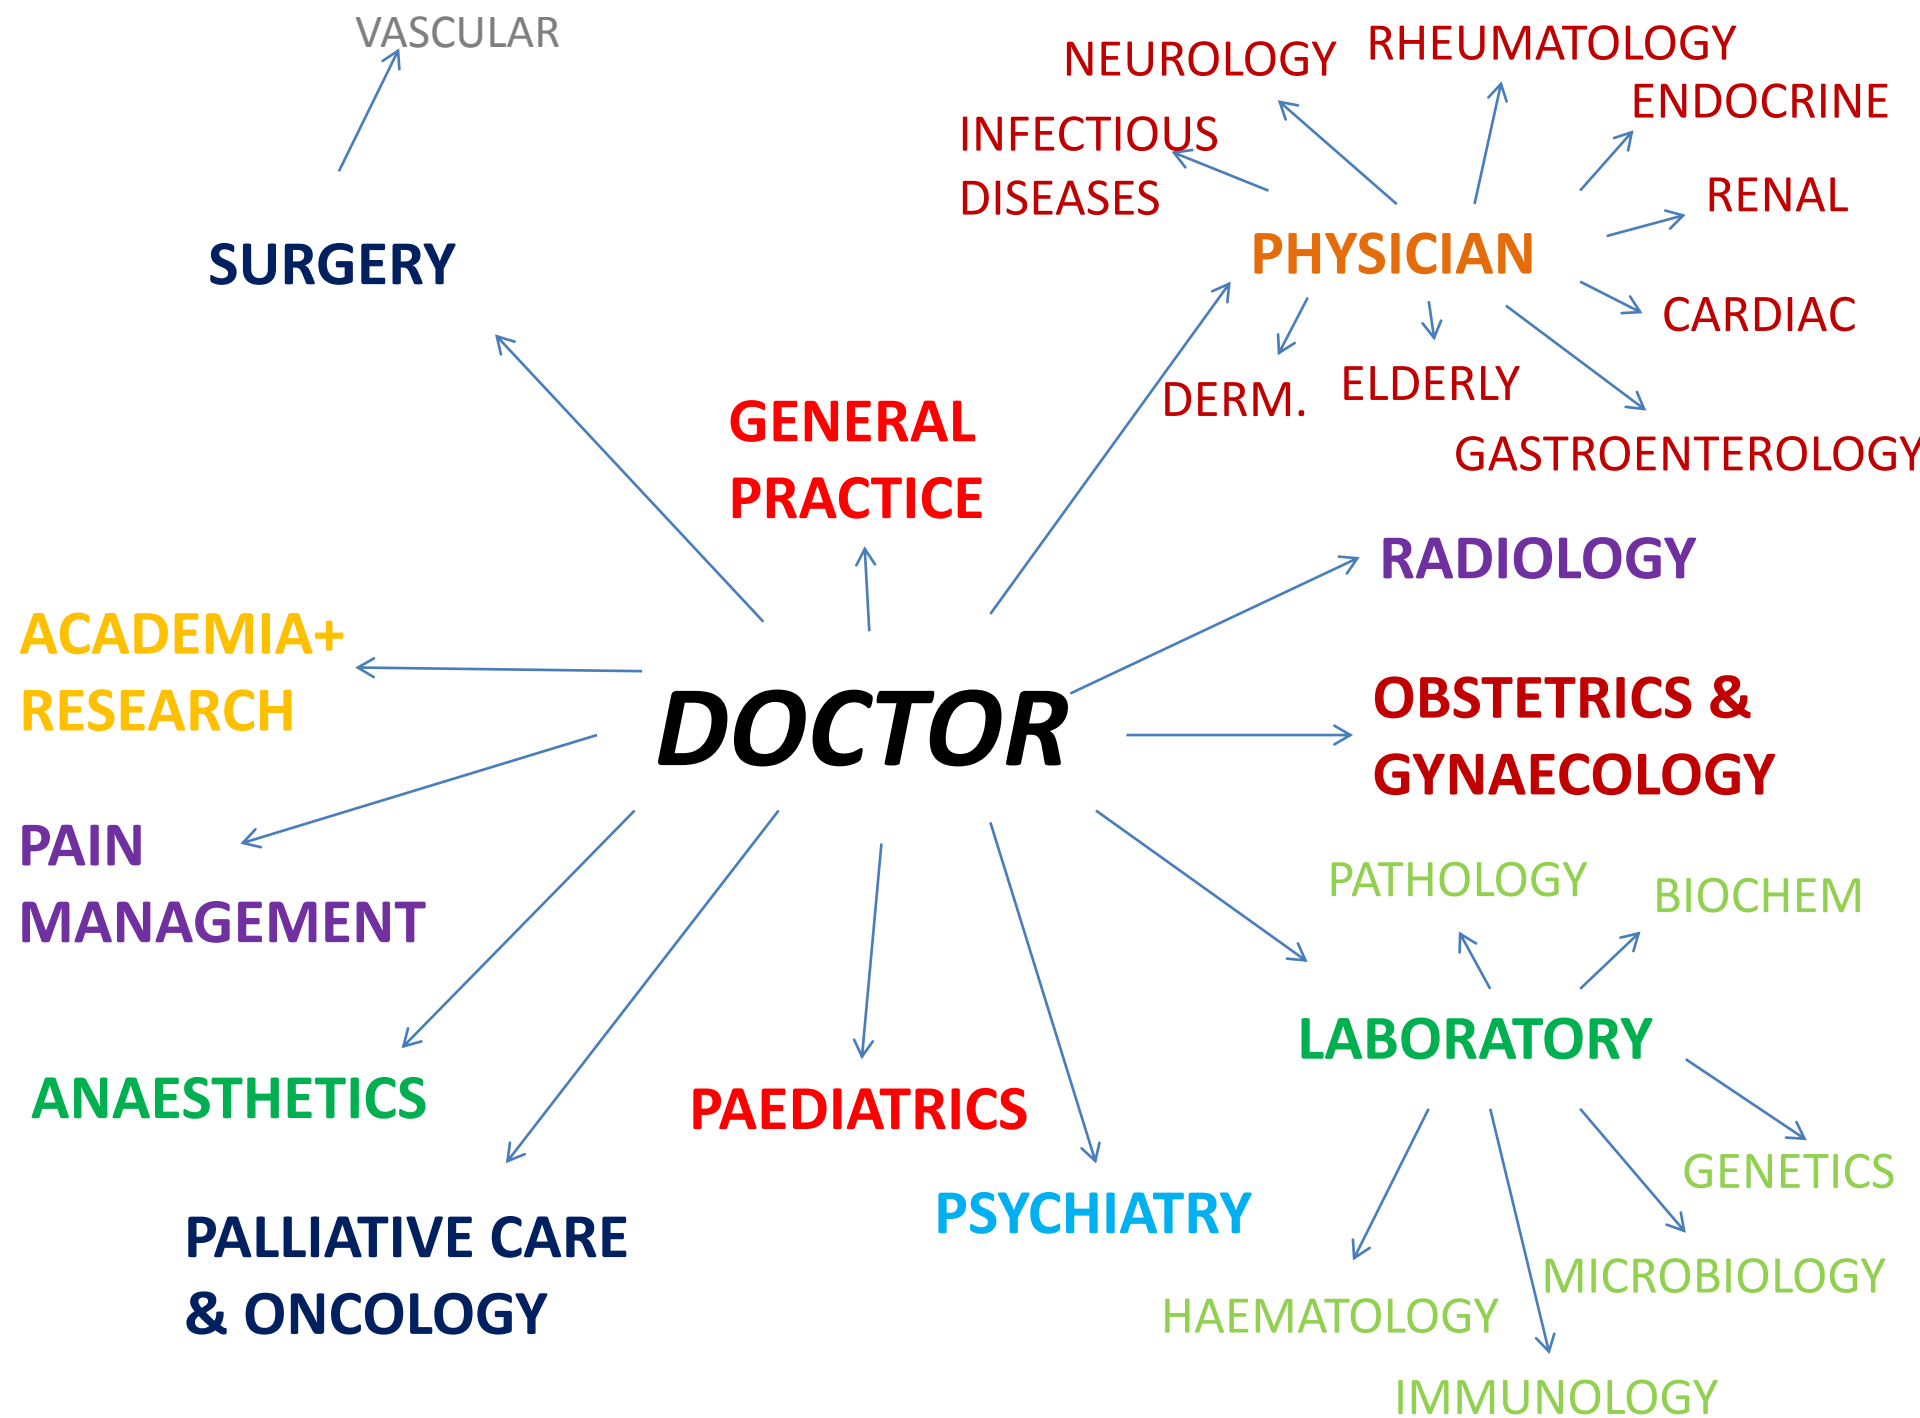 VASCULAR
NEUROLOGY
RHEUMATOLOGY
ENDOCRINE
INFECTIOUS
DISEASES
RENAL
SURGERY
PHYSICIAN
CARDIAC
DERM.
ELDERLY
GASTROENTEROLOGY
GENERAL
PRACTICE
RADIOLOGY
ACADEMIA+
RESEARCH
DOCTOR
OBSTETRICS &
GYNAECOLOGY
PAIN
MANAGEMENT
PATHOLOGY
BIOCHEM
LABORATORY
ANAESTHETICS
PAEDIATRICS
GENETICS
PSYCHIATRY
PALLIATIVE CARE
& ONCOLOGY
MICROBIOLOGY
HAEMATOLOGY
IMMUNOLOGY